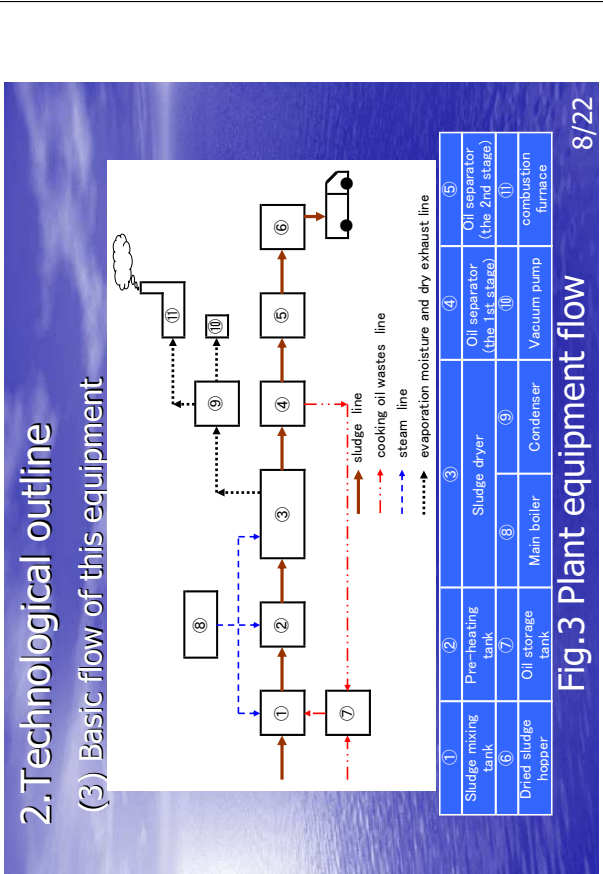 2.Technological outline
(3) Basic flow of this equipment
⑪
⑧
⑨
⑩
①
②
③
④
⑤
⑥
⑦
sludge line
cooking oil wastes line
steam line
evaporation moisture and dry exhaust line
① ② ③ ④ ⑤
Sludge mixing tank
Pre-heating tank
Sludge dryer
Oil separator (the 1st stage)
Oil separator (the 2nd stage)
⑥ ⑦ ⑧ ⑨ ⑩ ⑪
Dried sludge hopper
Oil storage tank
Main boiler
Condenser
Vacuum pump
combustion furnace
Fig.3 Plant equipment flow
8/22